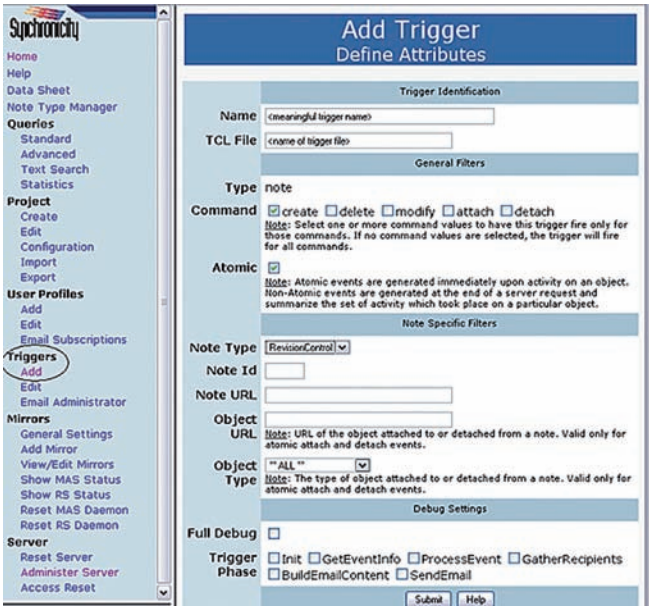 Synchronicity
Home
Help
Data Sheet
Note Type Manager
Queries
Standard
Advanced
Text Search
Statistics
Project
Create
Edit
Configuration
Import
Export
User Profiles
Add
Edit
Email Subscriptions
Triggers
Add
Edit
Email Administrator
Mirrors
General Settings
Add Mirror
View/Edit Mirrors
Show MAS Status
Show RS Status
Reset MAS Daemon
Reset RS Daemon
Server
Reset Server
Administer Server
Access Reset
Add Trigger
Define Attributes
Trigger Identification
Name <meaningful trigger name>
TCL File <name of trigger file>
General Filters
Type note
Command create delete modify attach detach
Note: Select one or more command values to have this trigger fire only for
those commands. If no command values are selected, the trigger will fire
for all commands.
Atomic
Note: Atomic events are generated immediately upon activity on an object.
Non-Atomic events are generated at the end of a server request and
summarize the set of activity which took place on a particular object.
Note Specific Filters
Note Type RevisionControl
Note Id
Note URL
Object
URL Note: URL of the object attached to or detached from a note. Valid only for
atomic attach and detach events.
Object ** ALL **
Type Note: The type of object attached to or detached from a note. Valid only for
atomic attach and detach events.
Debug Settings
Full Debug
Trigger Init GetEventInfo ProcessEvent GatherRecipients
Phase BuildEmailContent SendEmail
Submit Help